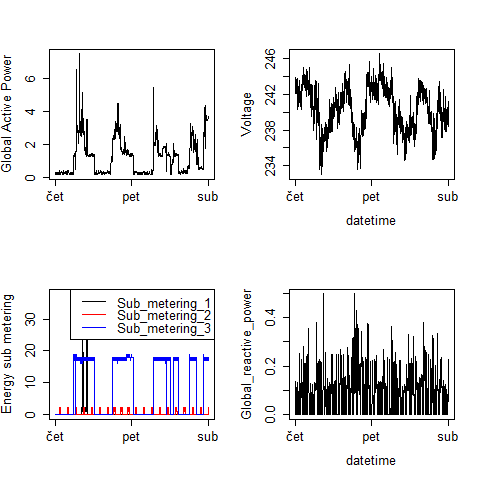 Global Active Power
0 2 4 6
čet pet sub
Voltage
234 238 242 246
čet pet sub
datetime
Energy sub metering
0 10 20 30
Sub_metering_1
Sub_metering_2
Sub_metering_3
čet pet sub
Global_reactive_power
0.0 0.2 0.4
čet pet sub
datetime